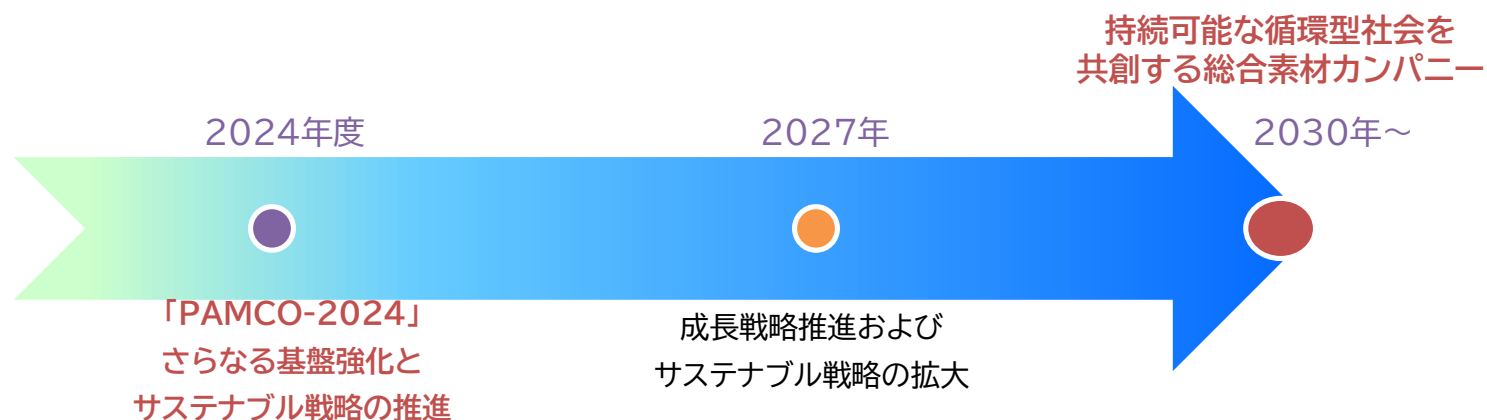 持続可能な循環型社会を
共創する総合素材カンパニー
2024年度
2027年
2030年～
「PAMCO-2024」
さらなる基盤強化と
サステナブル戦略の推進
成長戦略推進および
サステナブル戦略の拡大